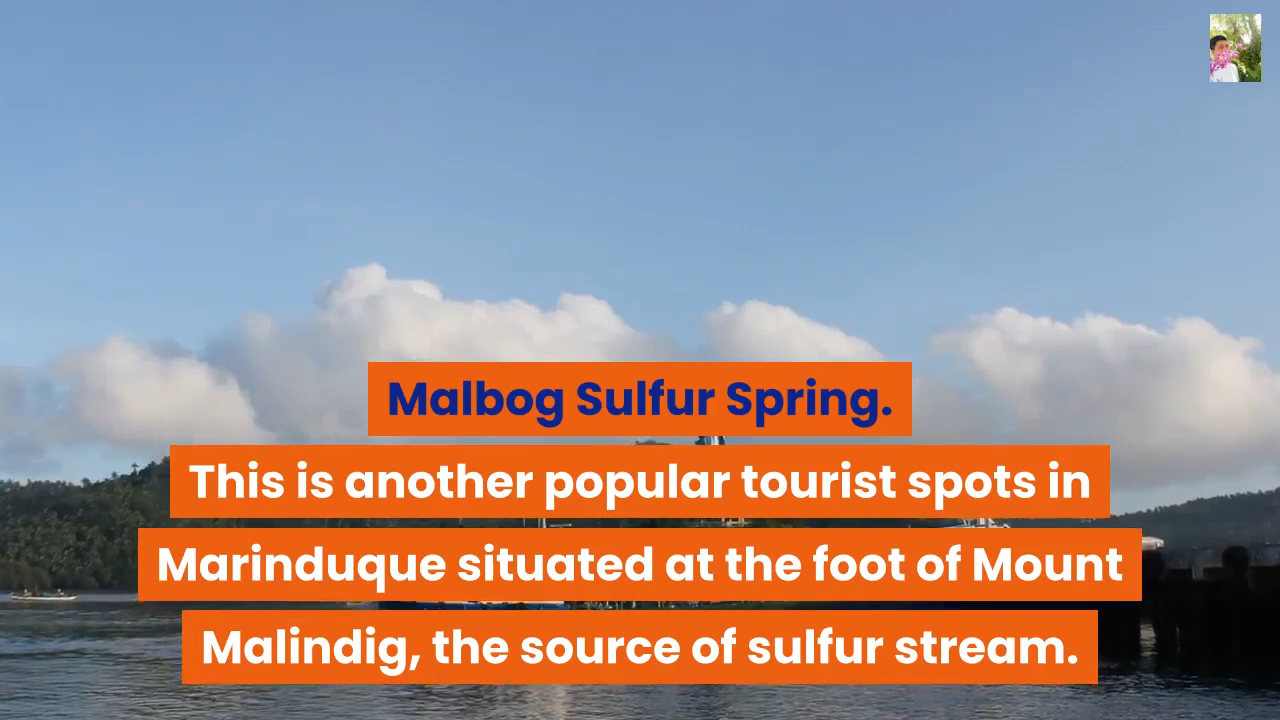 Malbog Sulfur Spring.
This is another popular tourist spots in
Marinduque situated at the foot of Mount
Malindig, the source of sulfur stream.